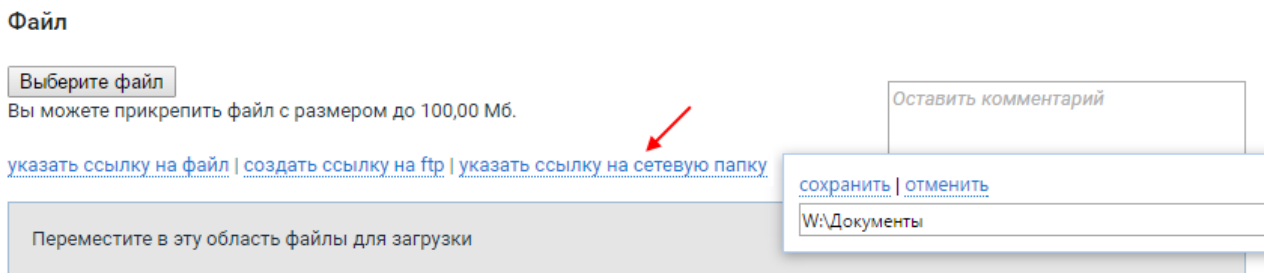 Файл
Выберите файл
Вы можете прикрепить файл с размером до 100,00 Мб.
Оставить комментарий
указать ссылку на файл | создать ссылку на ftp | указать ссылку на сетевую папку
сохранить | отменить
W:\Документы
Переместите в эту область файлы для загрузки